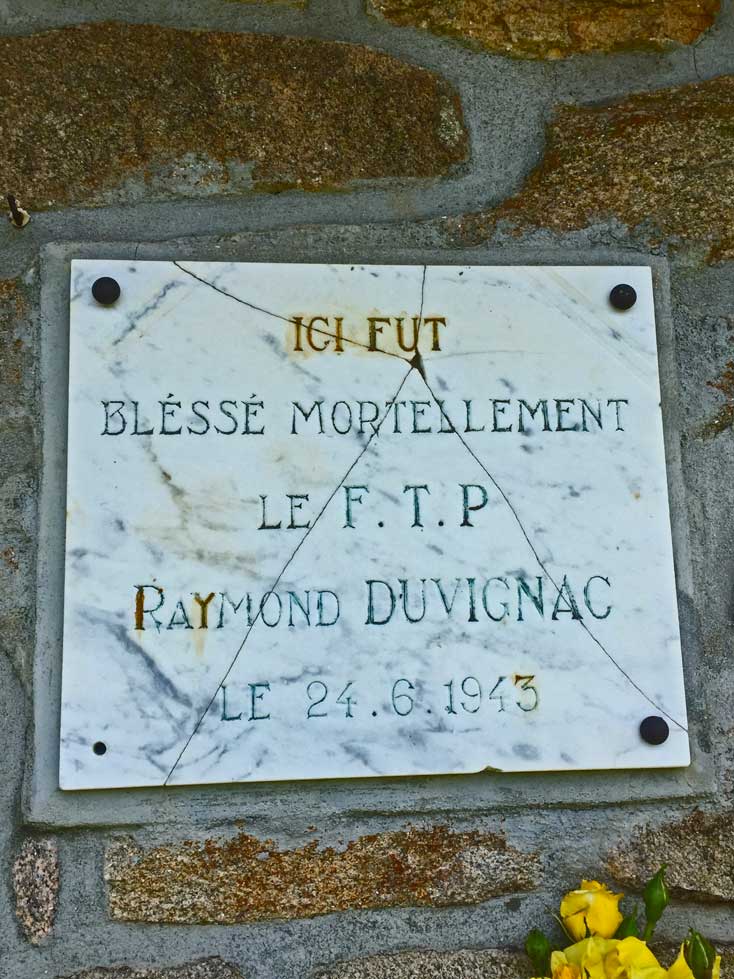 ICI FUT
BLÉSSÉ MORTELLEMENT
LE F.T.P
RAYMOND DUVIGNAC
LE 24.6.1943